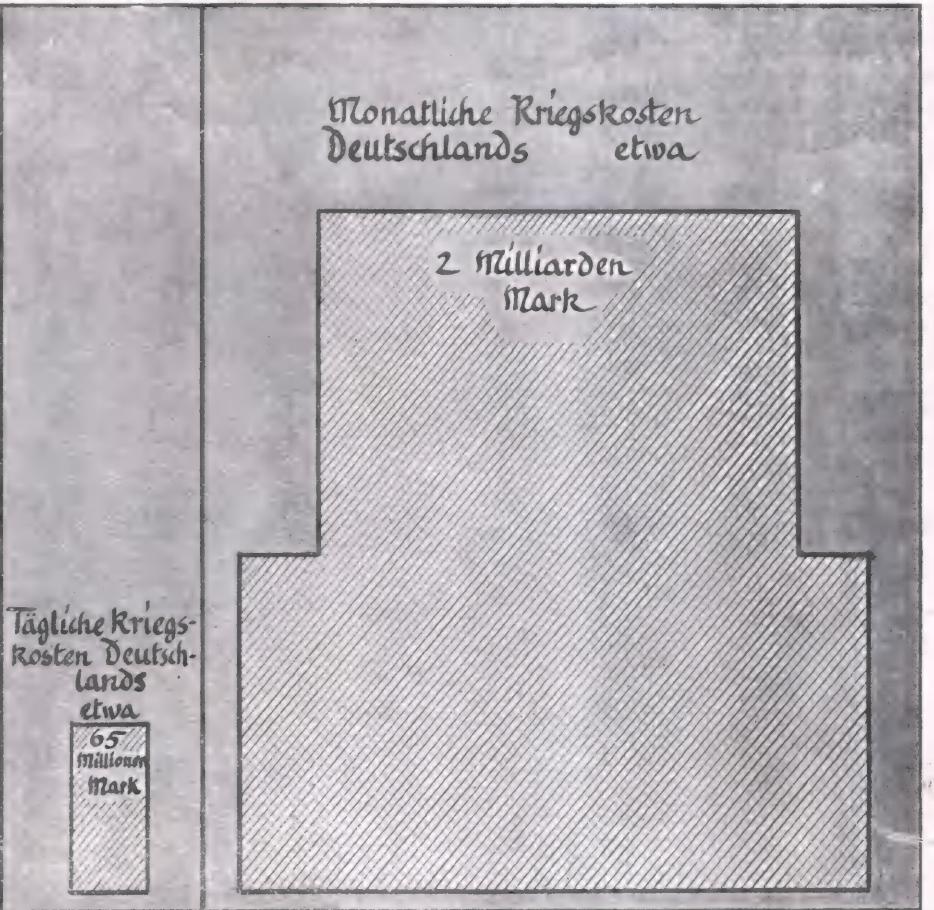 Monatliche Kriegskosten
Deutschlands etwa
2 Milliarden
Mark
Tägliche Kriegs-
kosten Deutsch-
lands
etwa
65
Millionen
Mark